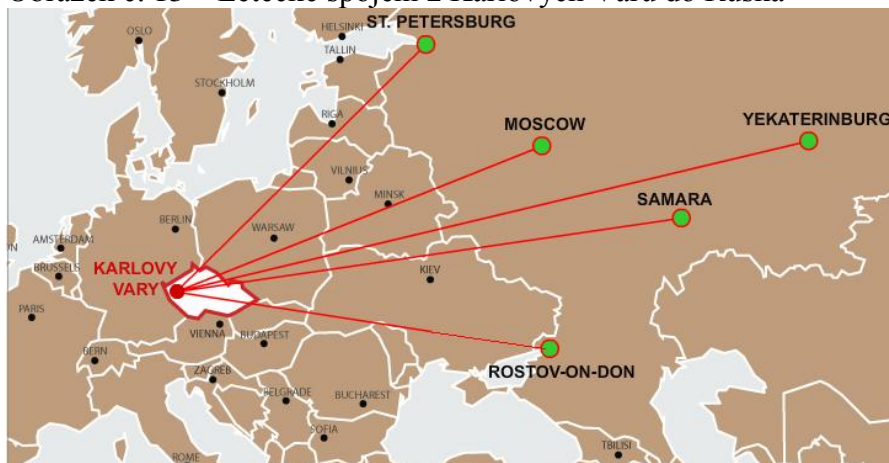 Obrázek č. 13 – Letecké spojení z Karlových Varů do Ruska
OSLO
HELSINKI
ST. PETERSBURG
TALLIN
STOCKHOLM
RIGA
MOSCOW
YEKATERINBURG
VILNIUS
MINSK
SAMARA
BERLIN
WARSAW
AMSTERDAM
BRUSSELS
KARLOVY
VARY
KIEV
PARIS
VIENNA
BUDAPEST
BERN
ROSTOV-ON-DON
ZAGREB
BELGRADE
BUCHAREST
SOFIA
TBILISI
ROME